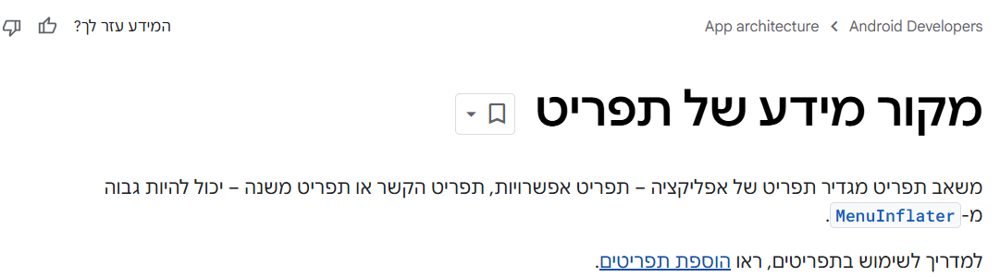 Android Developers < App architecture
המידע עזר לך?
מקור מידע של תפריט
משאב תפריט מגדיר תפריט של אפליקציה – תפריט אפשרויות, תפריט הקשר או תפריט משנה – יכול להיות גבוה
מ-MenuInflater.
למדריך לשימוש בתפריטים, ראו הוספת תפריטים.